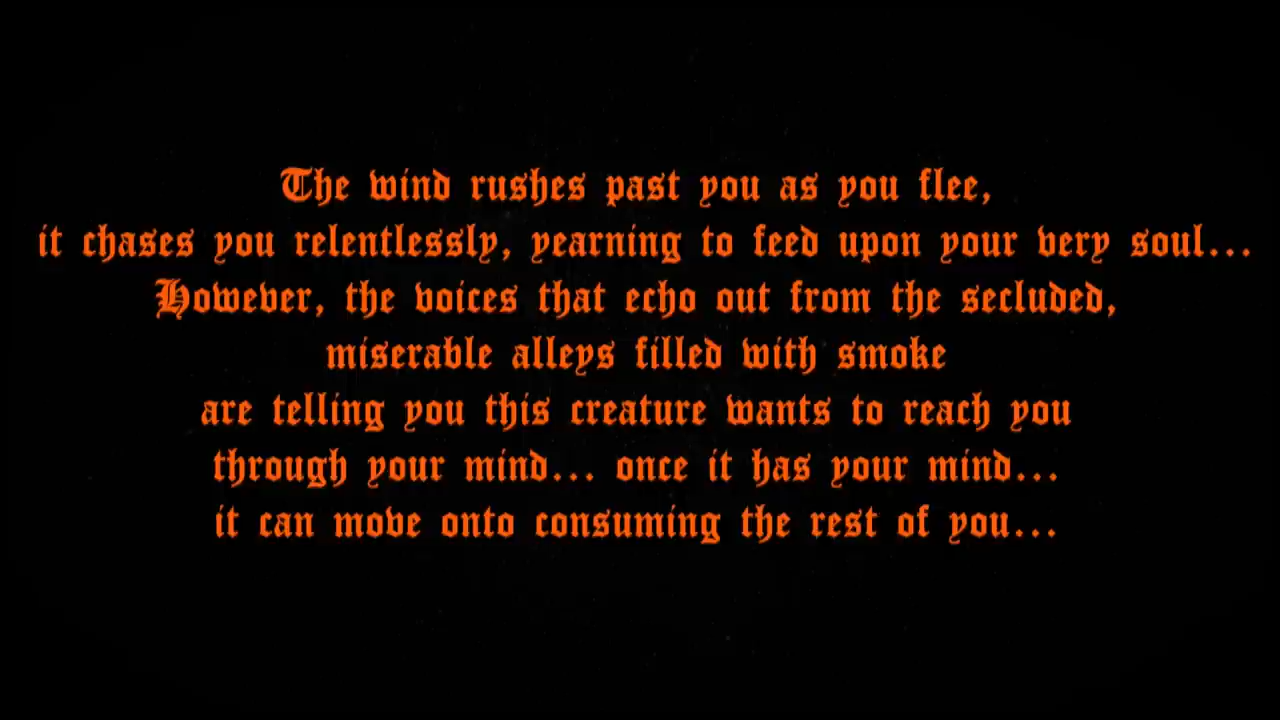 The wind rushes past you as you flee,
it chases you relentlessly, yearning to feed upon your very soul...
However, the voices that echo out from the secluded,
miserable alleys filled with smoke
are telling you this creature wants to reach you
through your mind... once it has your mind...
it can move onto consuming the rest of you...